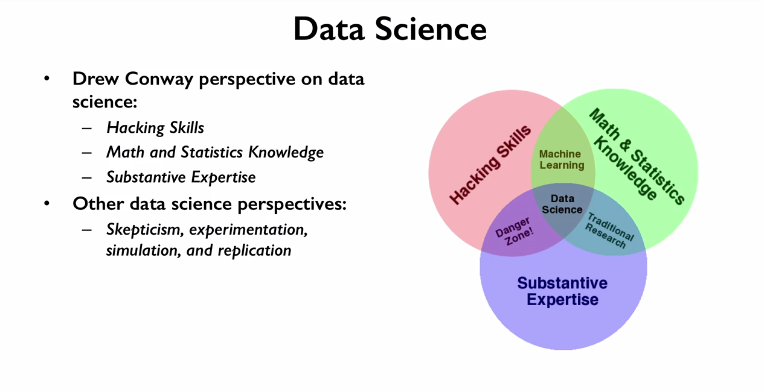 Data Science
• Drew Conway perspective on data
science:
– Hacking Skills
– Math and Statistics Knowledge
– Substantive Expertise
• Other data science perspectives:
– Skepticism, experimentation,
simulation, and replication
Hacking Skills
Math & Statistics
Knowledge
Machine
Learning
Data
Science
Danger
Zone!
Traditional
Research
Substantive
Expertise